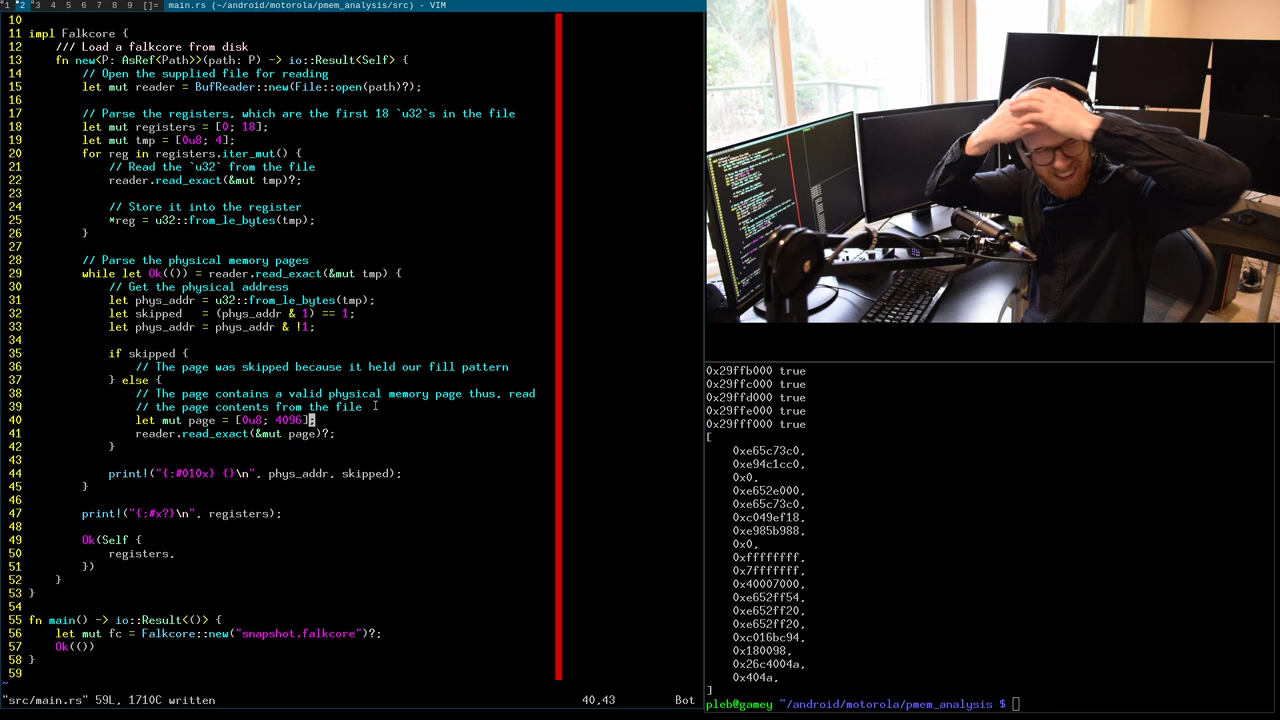 1 2 3 4 5 6 7 8 9 []= main.rs (~/android/motorola/pmem_analysis/src) - VIM
10
11 impl Falkcore {
12     /// Load a falkcore from disk
13     fn new<P: AsRef<Path>>(path: P) -> io::Result<Self> {
14         // Open the supplied file for reading
15         let mut reader = BufReader::new(File::open(path)?);
16
17         // Parse the registers, which are the first 18 `u32`s in the file
18         let mut registers = [0; 18];
19         let mut tmp = [0u8; 4];
20         for reg in registers.iter_mut() {
21             // Read the `u32` from the file
22             reader.read_exact(&mut tmp)?;
23
24             // Store it into the register
25             *reg = u32::from_le_bytes(tmp);
26         }
27
28         // Parse the physical memory pages
29         while let Ok(()) = reader.read_exact(&mut tmp) {
30             // Get the physical address
31             let phys_addr = u32::from_le_bytes(tmp);
32             let skipped   = (phys_addr & 1) == 1;
33             let phys_addr = phys_addr & !1;
34
35             if skipped {
36                 // The page was skipped because it held our fill pattern
37             } else {
38                 // The page contains a valid physical memory page thus, read
39                 // the page contents from the file
40                 let mut page = [0u8; 4096];
41                 reader.read_exact(&mut page)?;
42             }
43
44             print!("{:#010x} {}\n", phys_addr, skipped);
45         }
46
47         print!("{:#x?}\n", registers);
48
49         Ok(Self {
50             registers,
51         })
52     }
53 }
54
55 fn main() -> io::Result<()> {
56     let mut fc = Falkcore::new("snapshot.falkcore")?;
57     Ok(())
58 }
59
~
"src/main.rs" 59L, 1710C written 40,43 Bot
0x29ffb000 true
0x29ffc000 true
0x29ffd000 true
0x29ffe000 true
0x29fff000 true
[
    0xe65c73c0,
    0xe94c1cc0,
    0x0,
    0xe652e000,
    0xe65c73c0,
    0xc049ef18,
    0xe985b988,
    0x0,
    0xffffffff,
    0x7fffffff,
    0x40007000,
    0xe652ff54,
    0xe652ff20,
    0xe652ff20,
    0xc016bc94,
    0x180098,
    0x26c4004a,
    0x404a,
]
pleb@gamey ~/android/motorola/pmem_analysis $